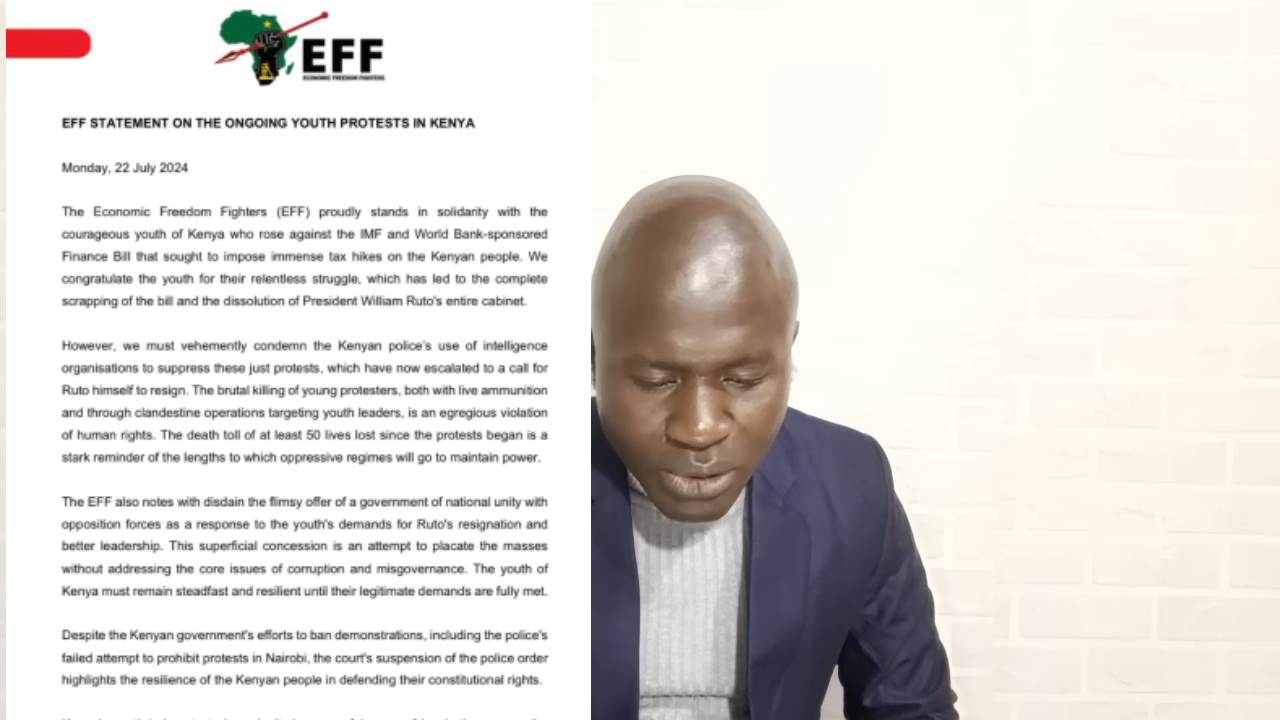 EFF
ECONOMIC FREEDOM FIGHTERS
EFF STATEMENT ON THE ONGOING YOUTH PROTESTS IN KENYA
Monday, 22 July 2024
The Economic Freedom Fighters (EFF) proudly stands in solidarity with the
courageous youth of Kenya who rose against the IMF and World Bank-sponsored
Finance Bill that sought to impose immense tax hikes on the Kenyan people. We
congratulate the youth for their relentless struggle, which has led to the complete
scrapping of the bill and the dissolution of President William Ruto's entire cabinet.
However, we must vehemently condemn the Kenyan police's use of intelligence
organisations to suppress these just protests, which have now escalated to a call for
Ruto himself to resign. The brutal killing of young protesters, both with live ammunition
and through clandestine operations targeting youth leaders, is an egregious violation
of human rights. The death toll of at least 50 lives lost since the protests began is a
stark reminder of the lengths to which oppressive regimes will go to maintain power.
The EFF also notes with disdain the flimsy offer of a government of national unity with
opposition forces as a response to the youth's demands for Ruto's resignation and
better leadership. This superficial concession is an attempt to placate the masses
without addressing the core issues of corruption and misgovernance. The youth of
Kenya must remain steadfast and resilient until their legitimate demands are fully met.
Despite the Kenyan government's efforts to ban demonstrations, including the police's
failed attempt to prohibit protests in Nairobi, the court's suspension of the police order
highlights the resilience of the Kenyan people in defending their constitutional rights.